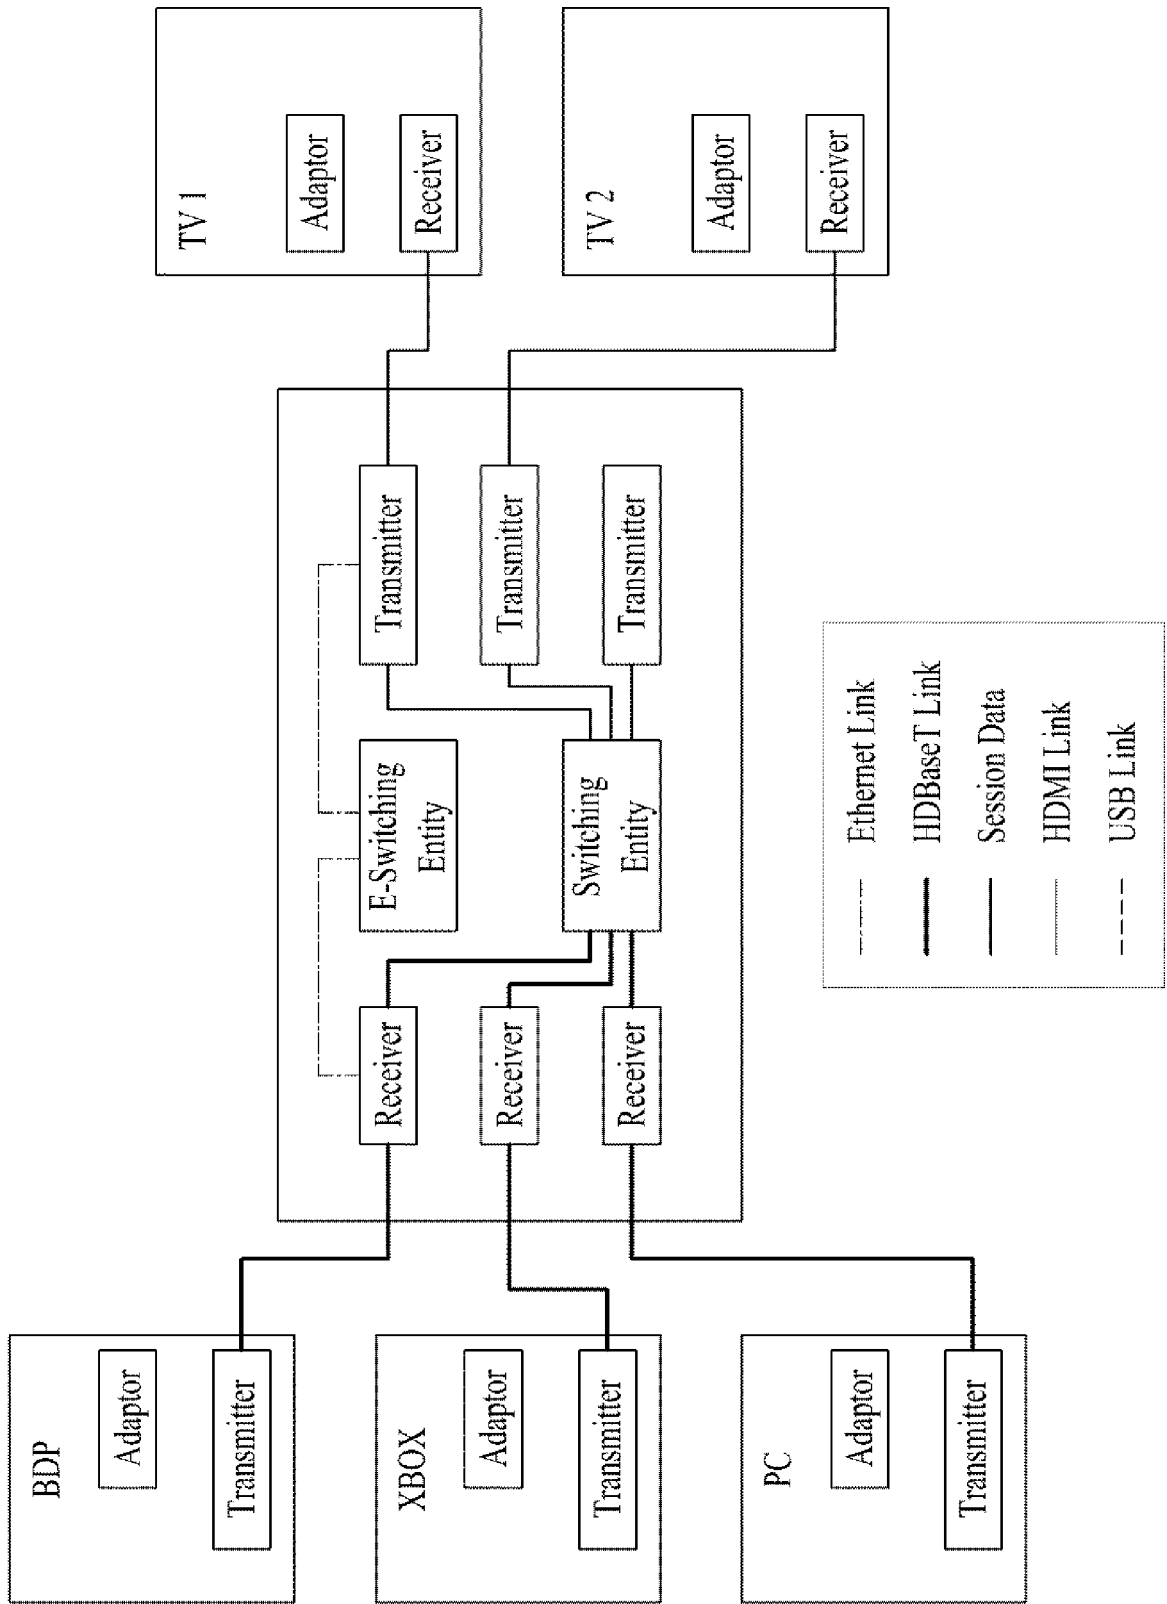 BDP
Adaptor
Transmitter
XBOX
Adaptor
Transmitter
PC
Adaptor
Transmitter
Receiver
Receiver
Receiver
E-Switching
Entity
Switching
Entity
Transmitter
Transmitter
Transmitter
TV 1
Adaptor
Receiver
TV 2
Adaptor
Receiver
Ethernet Link
HDBaseT Link
Session Data
HDMI Link
USB Link